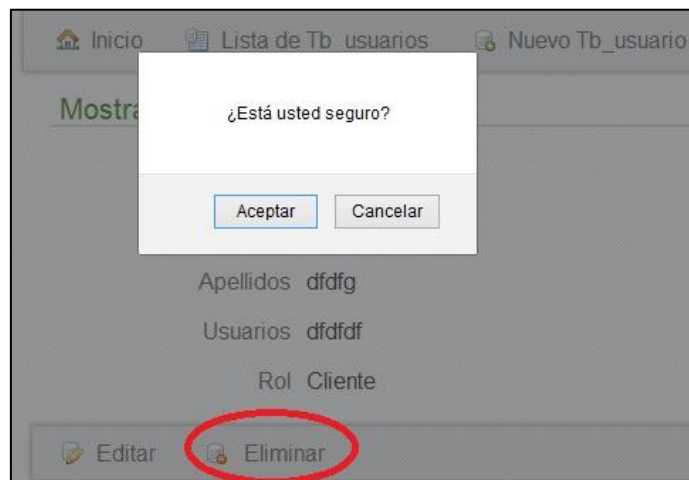 Inicio Lista de Tb_usuarios Nuevo Tb_usuario
Mostra
¿Está usted seguro?
Aceptar Cancelar
Apellidos dfdfg
Usuarios dfdfdf
Rol Cliente
Editar Eliminar